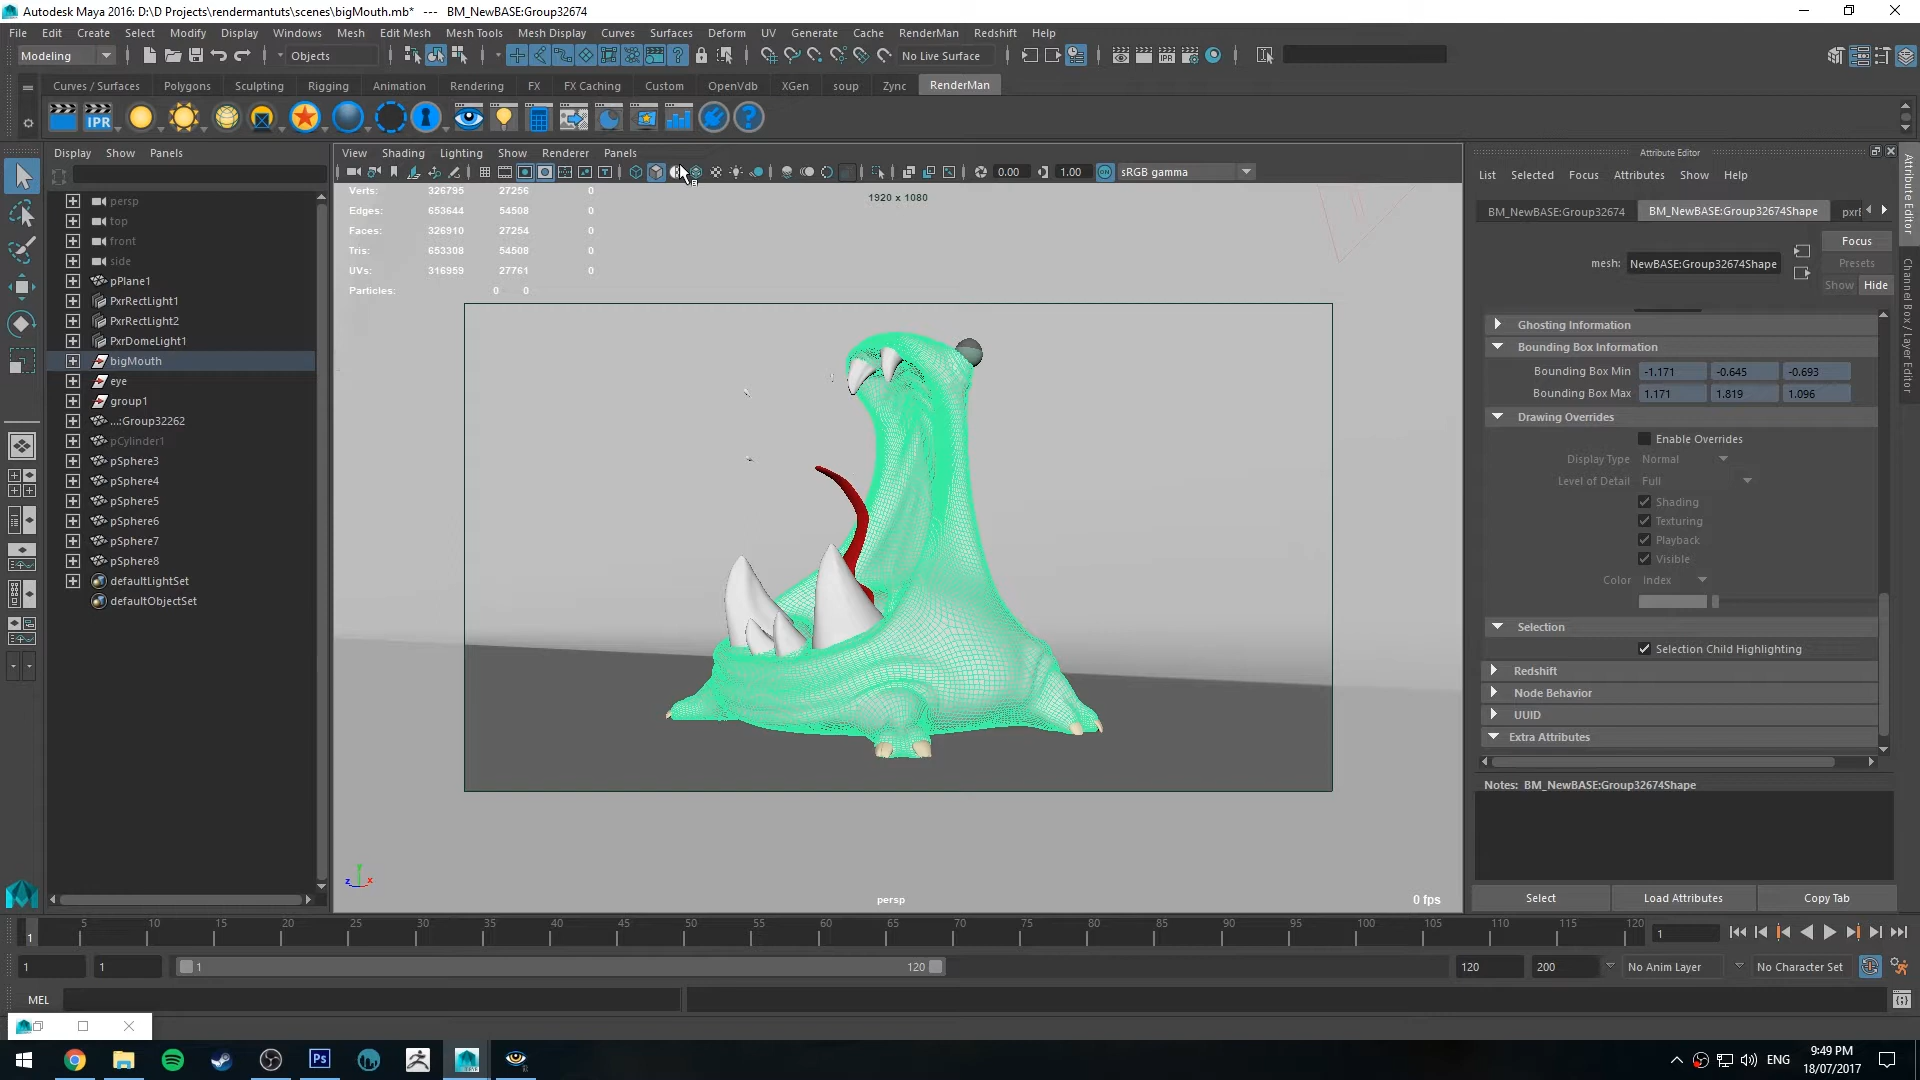 Autodesk Maya 2016: D:\D Projects\rendermantuts\scenes\bigMouth.mb*   ---   BM_NewBASE:Group32674
File Edit Create Select Modify Display Windows Mesh Edit Mesh Mesh Tools Mesh Display Curves Surfaces Deform UV Generate Cache RenderMan Redshift Help
Modeling Objects No Live Surface IPR
Curves / Surfaces Polygons Sculpting Rigging Animation Rendering FX FX Caching Custom OpenVdb XGen soup Zync RenderMan
IPR
Display Show Panels
View Shading Lighting Show Renderer Panels
0.00 1.00 sRGB gamma
persp
top
front
side
pPlane1
PxrRectLight1
PxrRectLight2
PxrDomeLight1
bigMouth
eye
group1
...:Group32262
pCylinder1
pSphere3
pSphere4
pSphere5
pSphere6
pSphere7
pSphere8
defaultLightSet
defaultObjectSet
Verts: 326795 27256 0
Edges: 653644 54508 0
Faces: 326910 27254 0
Tris: 653308 54508 0
UVs: 316959 27761 0
Particles: 0 0
1920 x 1080
persp
0 fps
Attribute Editor
List Selected Focus Attributes Show Help
BM_NewBASE:Group32674 BM_NewBASE:Group32674Shape
mesh: NewBASE:Group32674Shape
Focus
Presets
Show Hide
Ghosting Information
Bounding Box Information
Bounding Box Min -1.171 -0.645 -0.693
Bounding Box Max 1.171 1.819 1.096
Drawing Overrides
Enable Overrides
Display Type Normal
Level of Detail Full
Shading
Texturing
Playback
Visible
Color Index
Selection
Selection Child Highlighting
Redshift
Node Behavior
UUID
Extra Attributes
Notes: BM_NewBASE:Group32674Shape
Select Load Attributes Copy Tab
Attribute Editor
Channel Box / Layer Editor
1 5 10 15 20 25 30 35 40 45 50 55 60 65 70 75 80 85 90 95 100 105 110 115 120 1
1 1 1 120 120 200 No Anim Layer No Character Set
MEL
Ps
ENG
9:49 PM
18/07/2017